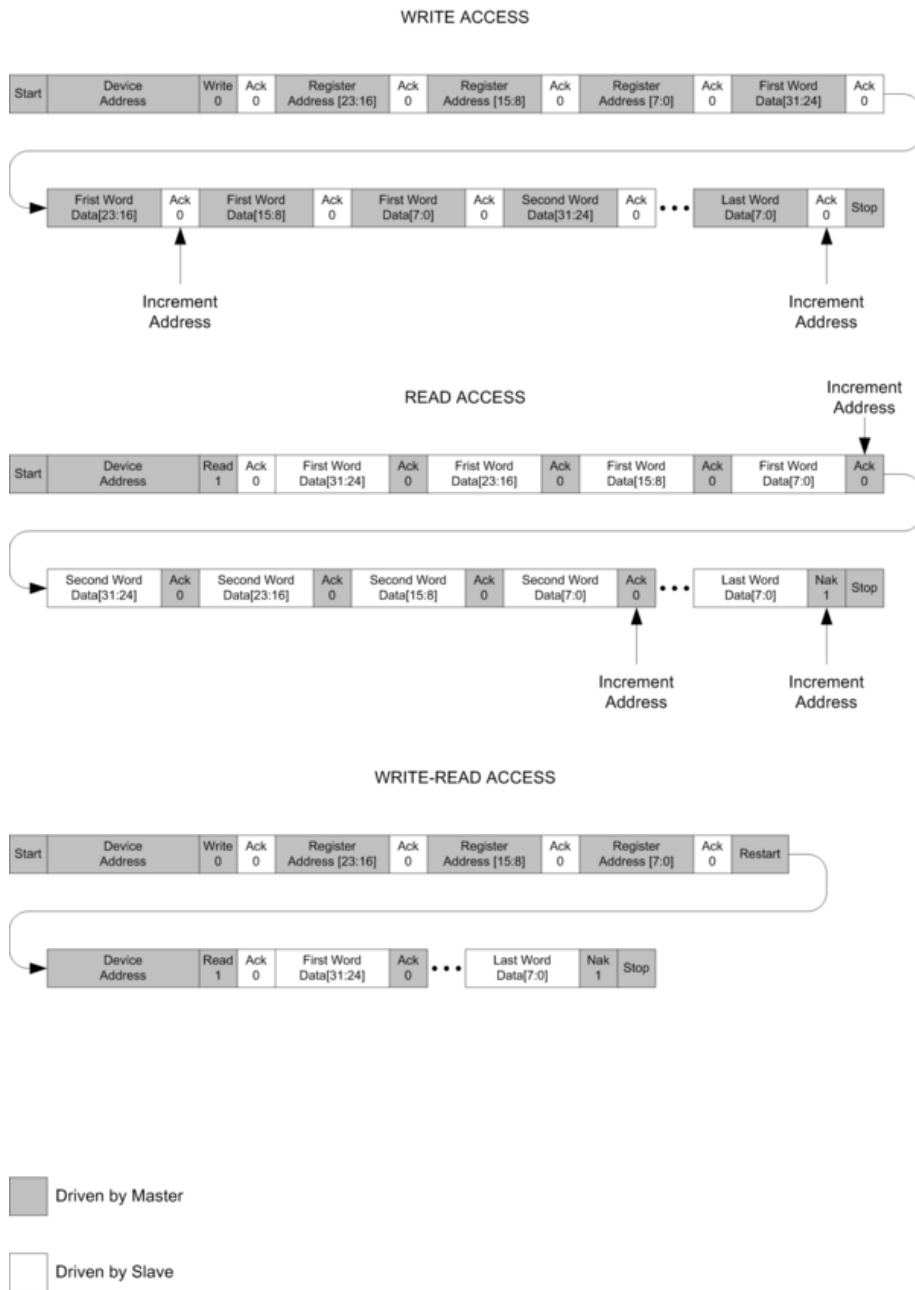 WRITE ACCESS
Start Device Write Ack Register Ack Register Ack Register Ack First Word Ack
Address 0 0 Address [23:16] 0 Address [15:8] 0 Address [7:0] 0 Data[31:24] 0
Frist Word Ack First Word Ack First Word Ack Second Word Ack ••• Last Word Ack Stop
Data[23:16] 0 Data[15:8] 0 Data[7:0] 0 Data[31:24] 0 Data[7:0] 0
Increment Increment
Address Address
READ ACCESS
Increment
Address
Start Device Read Ack First Word Ack Frist Word Ack First Word Ack First Word Ack
Address 1 0 Data[31:24] 0 Data[23:16] 0 Data[15:8] 0 Data[7:0] 0
Second Word Ack Second Word Ack Second Word Ack Second Word Ack ••• Last Word Nak Stop
Data[31:24] 0 Data[23:16] 0 Data[15:8] 0 Data[7:0] 0 Data[7:0] 1
Increment Increment
Address Address
WRITE-READ ACCESS
Start Device Write Ack Register Ack Register Ack Register Ack Restart
Address 0 0 Address [23:16] 0 Address [15:8] 0 Address [7:0] 0
Device Read Ack First Word Ack ••• Last Word Nak Stop
Address 1 0 Data[31:24] 0 Data[7:0] 1
Driven by Master
Driven by Slave